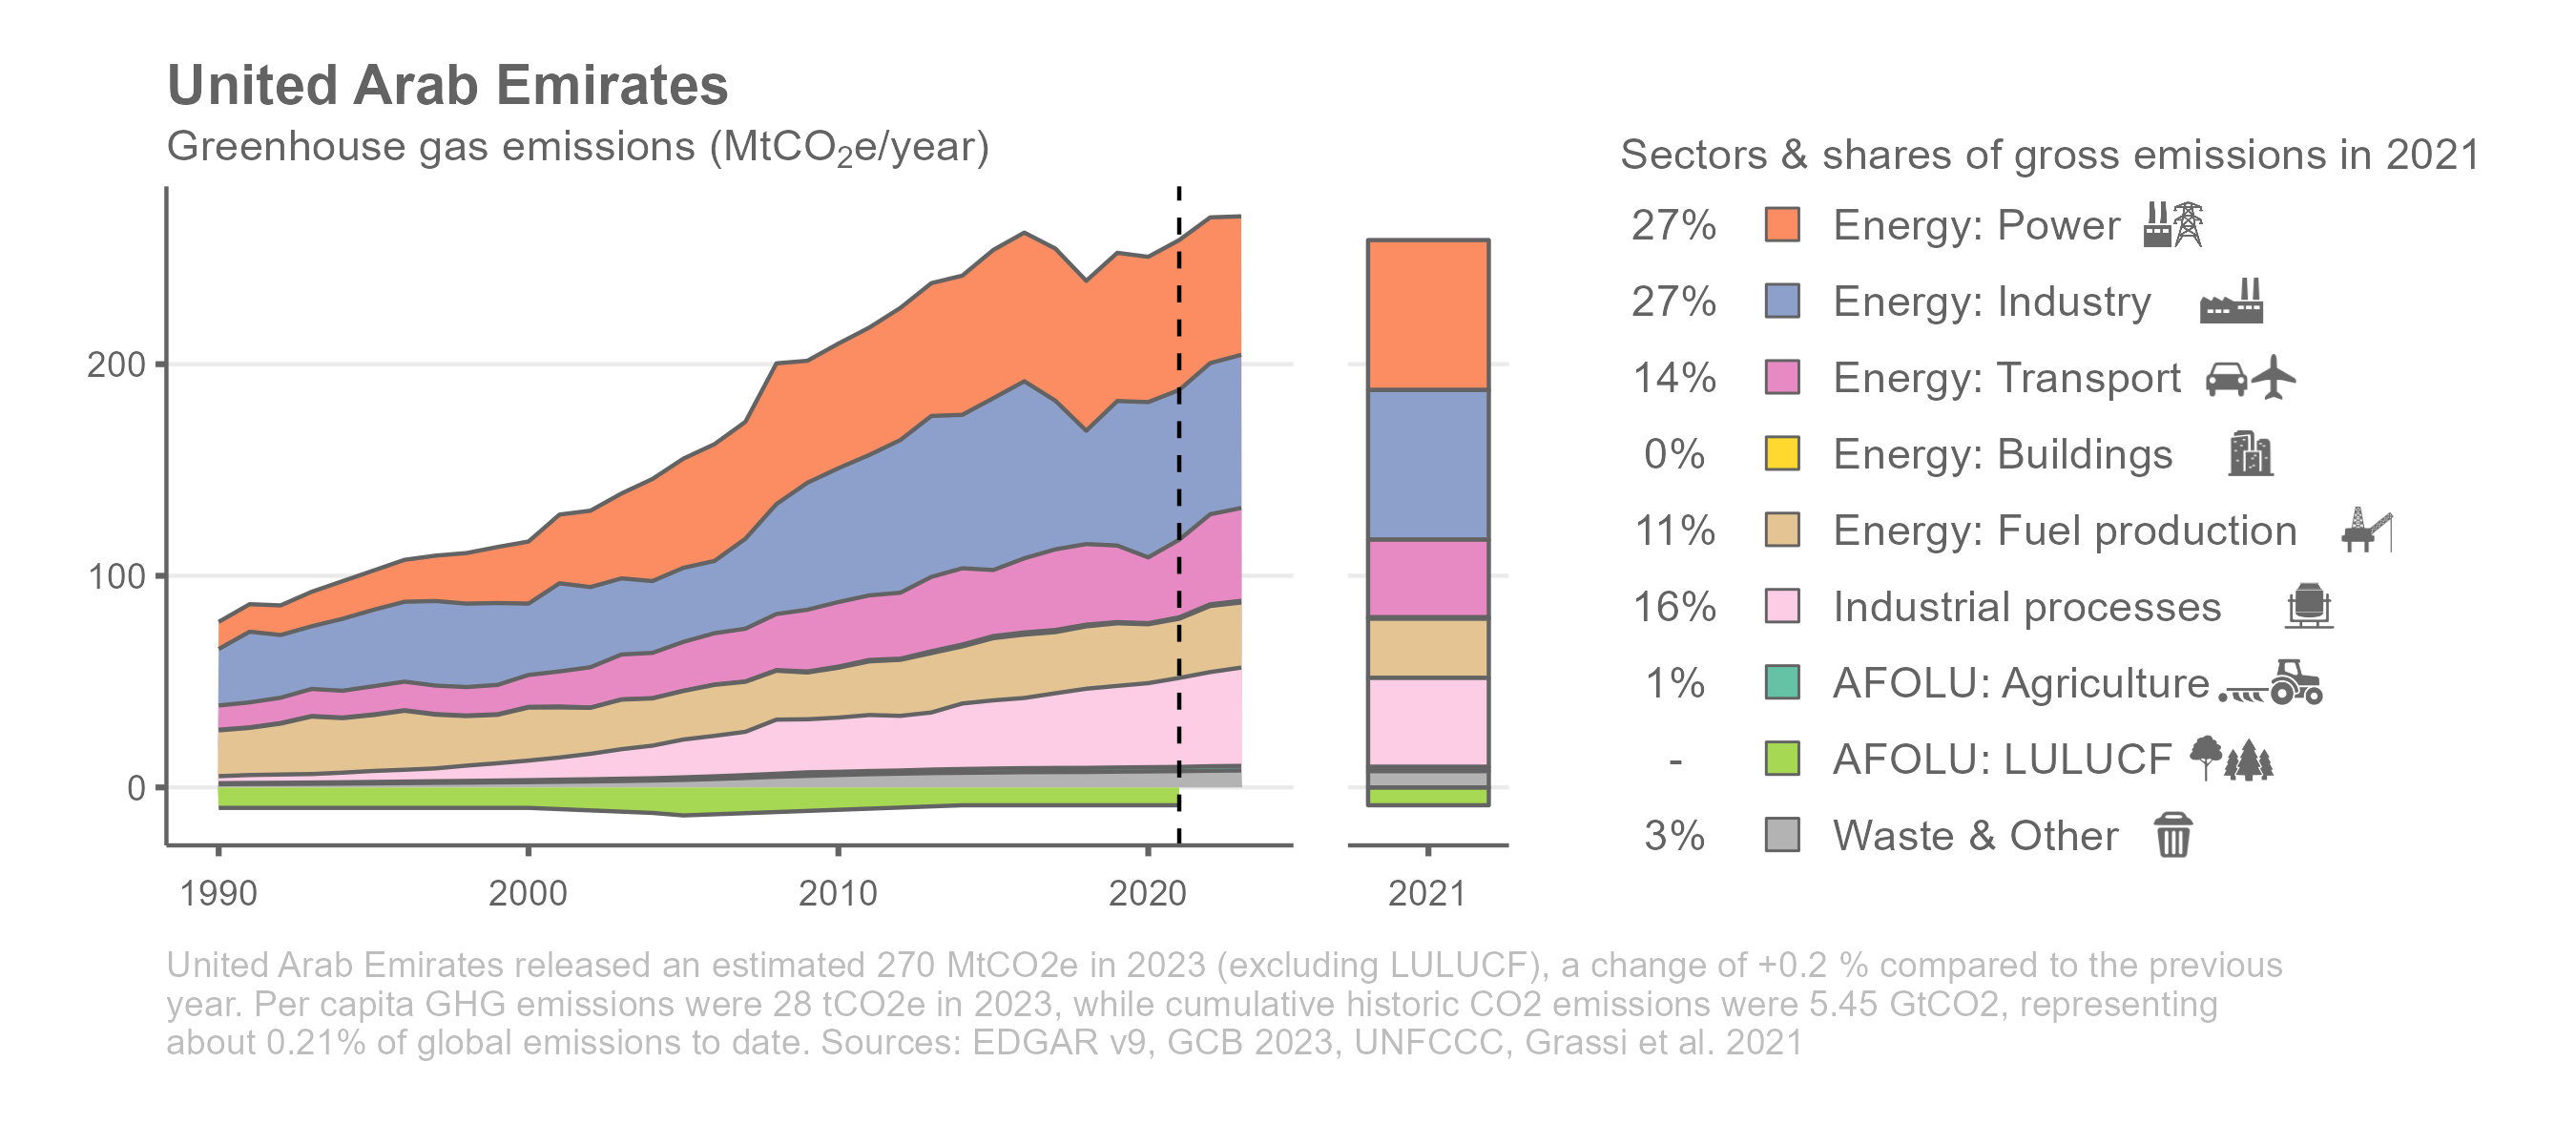 United Arab Emirates
Greenhouse gas emissions (MtCO₂e/year)
Sectors & shares of gross emissions in 2021
27% Energy: Power
27% Energy: Industry
14% Energy: Transport
0% Energy: Buildings
11% Energy: Fuel production
16% Industrial processes
1% AFOLU: Agriculture
- AFOLU: LULUCF
3% Waste & Other
200
100
0
1990 2000 2010 2020 2021
United Arab Emirates released an estimated 270 MtCO2e in 2023 (excluding LULUCF), a change of +0.2 % compared to the previous
year. Per capita GHG emissions were 28 tCO2e in 2023, while cumulative historic CO2 emissions were 5.45 GtCO2, representing
about 0.21% of global emissions to date. Sources: EDGAR v9, GCB 2023, UNFCCC, Grassi et al. 2021